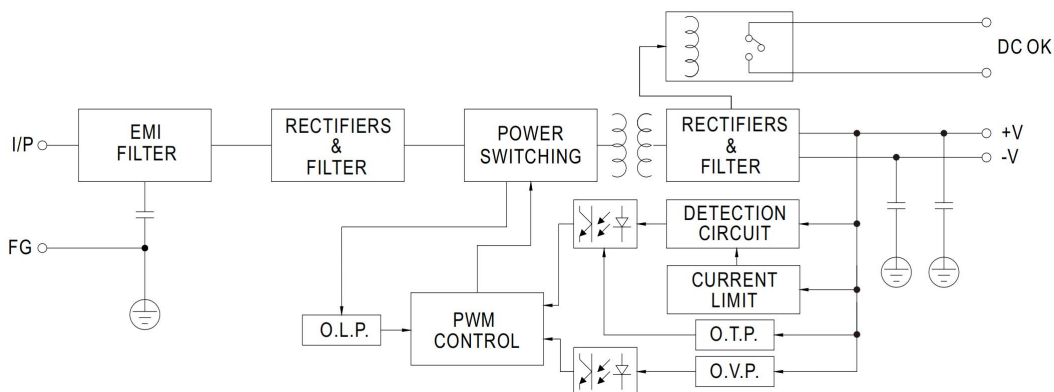 DC OK
I/P
EMI
FILTER
RECTIFIERS
&
FILTER
POWER
SWITCHING
RECTIFIERS
&
FILTER
+V
-V
FG
DETECTION
CIRCUIT
CURRENT
LIMIT
O.L.P.
PWM
CONTROL
O.T.P.
O.V.P.